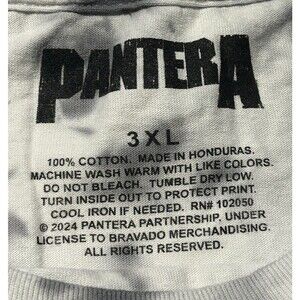 PANTERA
3XL
100% COTTON. MADE IN HONDURAS.
MACHINE WASH WARM WITH LIKE COLORS.
DO NOT BLEACH. TUMBLE DRY LOW.
TURN INSIDE OUT TO PROTECT PRINT.
COOL IRON IF NEEDED. RN# 102050
© 2024 PANTERA PARTNERSHIP. UNDER
LICENSE TO BRAVADO MERCHANDISING.
ALL RIGHTS RESERVED.